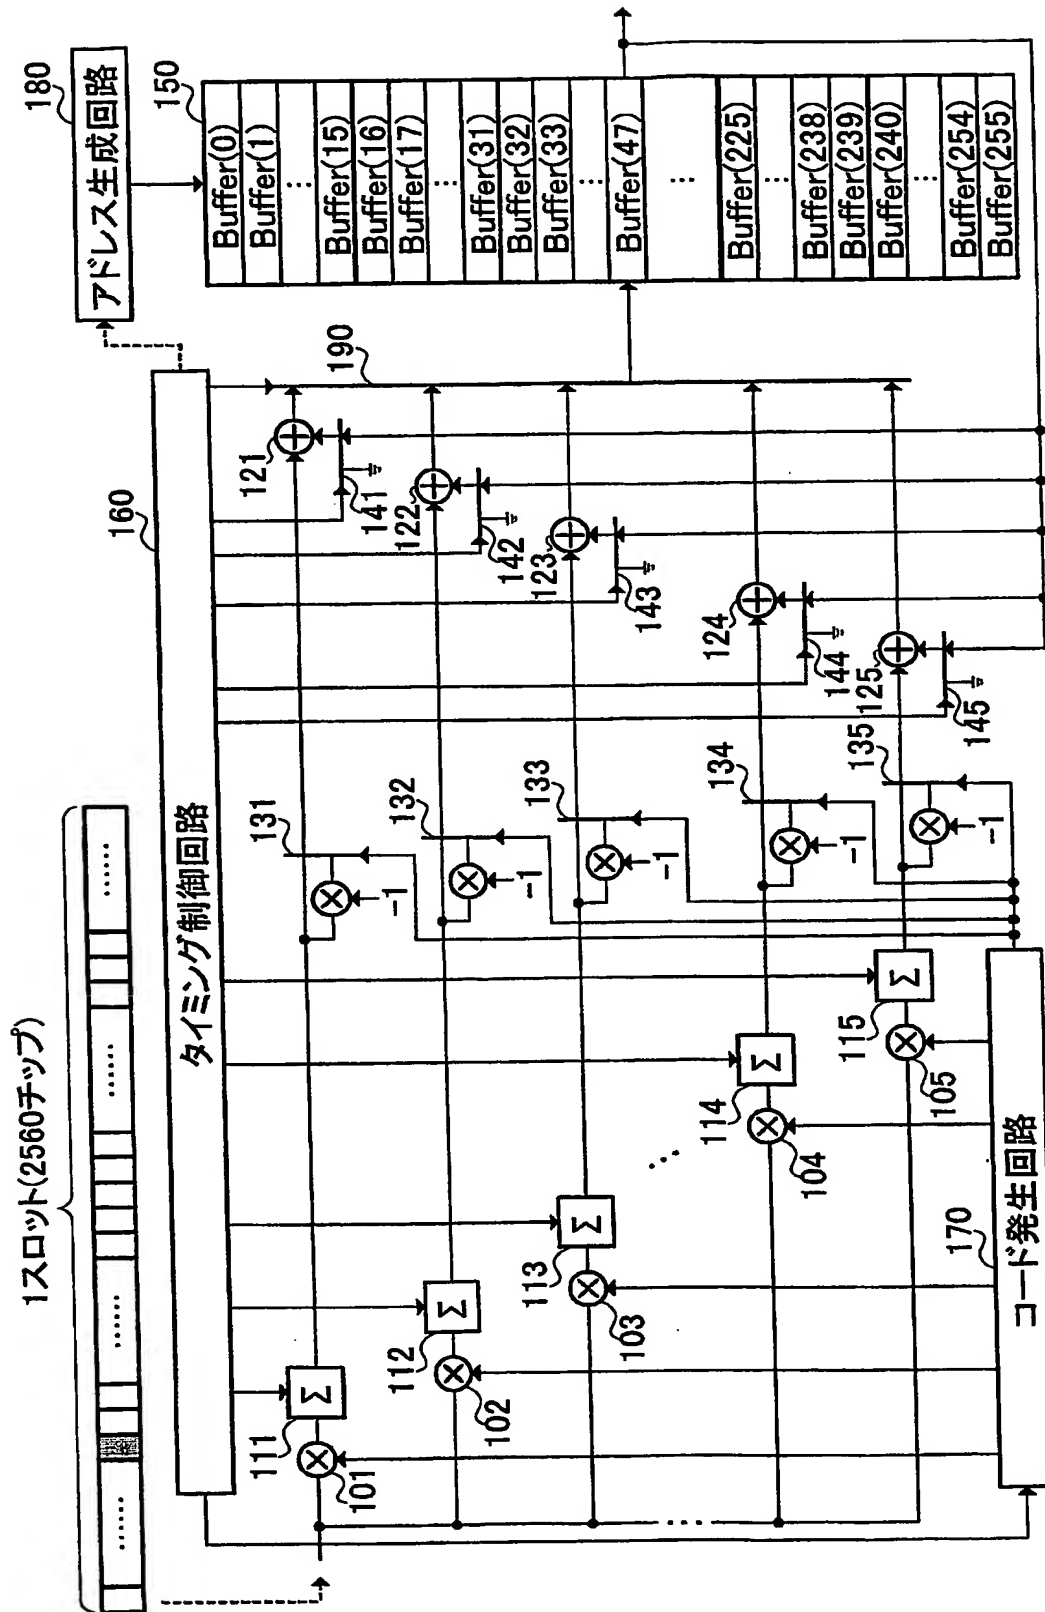 1スロット(2560チップ)
......
......
......
......
160
タイミング制御回路
180
アドレス生成回路
150
Buffer(0)
Buffer(1)
...
Buffer(15)
Buffer(16)
Buffer(17)
...
Buffer(31)
Buffer(32)
Buffer(33)
...
Buffer(47)
...
Buffer(225)
...
Buffer(238)
Buffer(239)
Buffer(240)
...
Buffer(254)
Buffer(255)
190
101
×
111
Σ
131
×
-1
121
+
141
102
×
112
Σ
132
×
-1
122
+
142
103
×
113
Σ
133
×
-1
123
+
143
...
...
104
×
114
Σ
134
×
-1
124
+
144
105
×
115
Σ
135
×
-1
125
+
145
170
コード発生回路